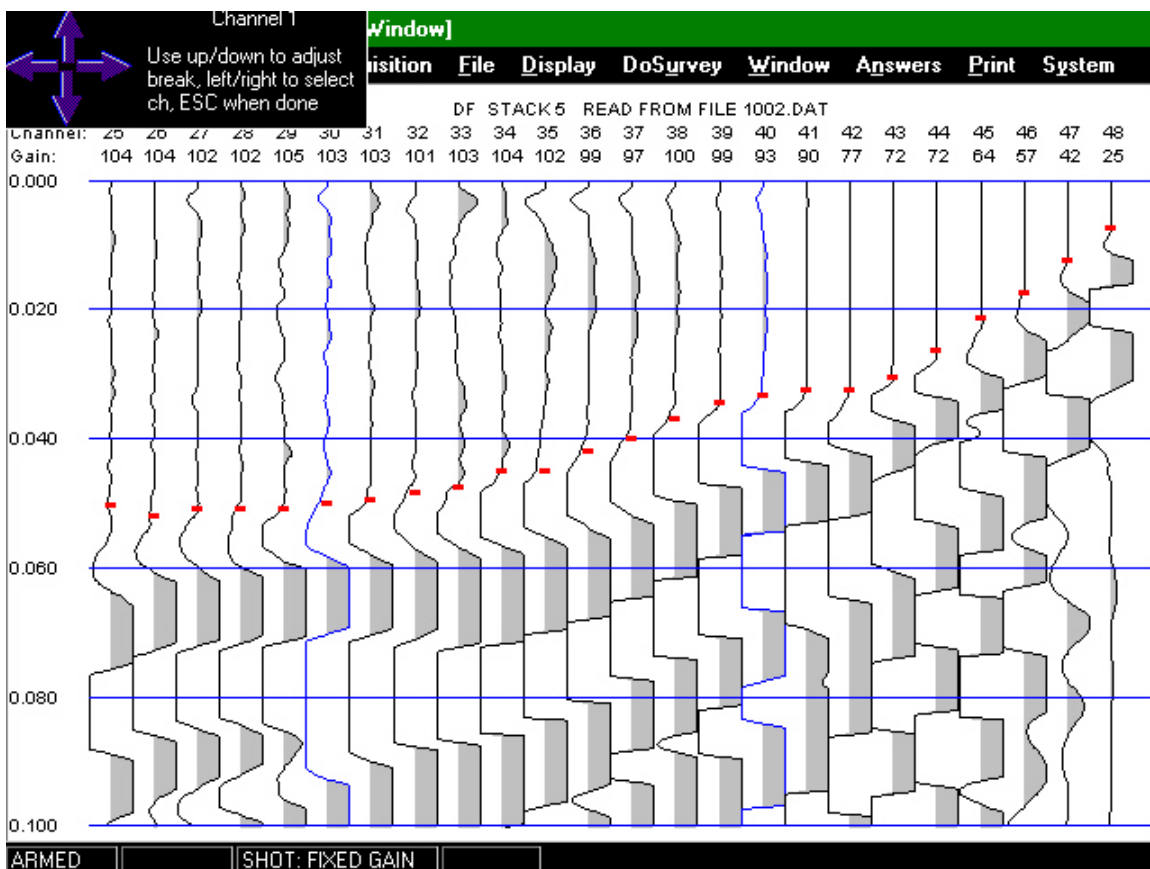 Channel 1
Use up/down to adjust
break, left/right to select
ch, ESC when done
Window]
File Display DoSurvey Window Answers Print System
DF STACK 5 READ FROM FILE 1002.DAT
Channel: 25 26 27 28 29 30 31 32 33 34 35 36 37 38 39 40 41 42 43 44 45 46 47 48
Gain: 104 104 102 102 105 103 103 101 103 104 102 99 97 100 99 93 90 77 72 72 64 57 42 25
0.000
0.020
0.040
0.060
0.080
0.100
ARMED SHOT: FIXED GAIN